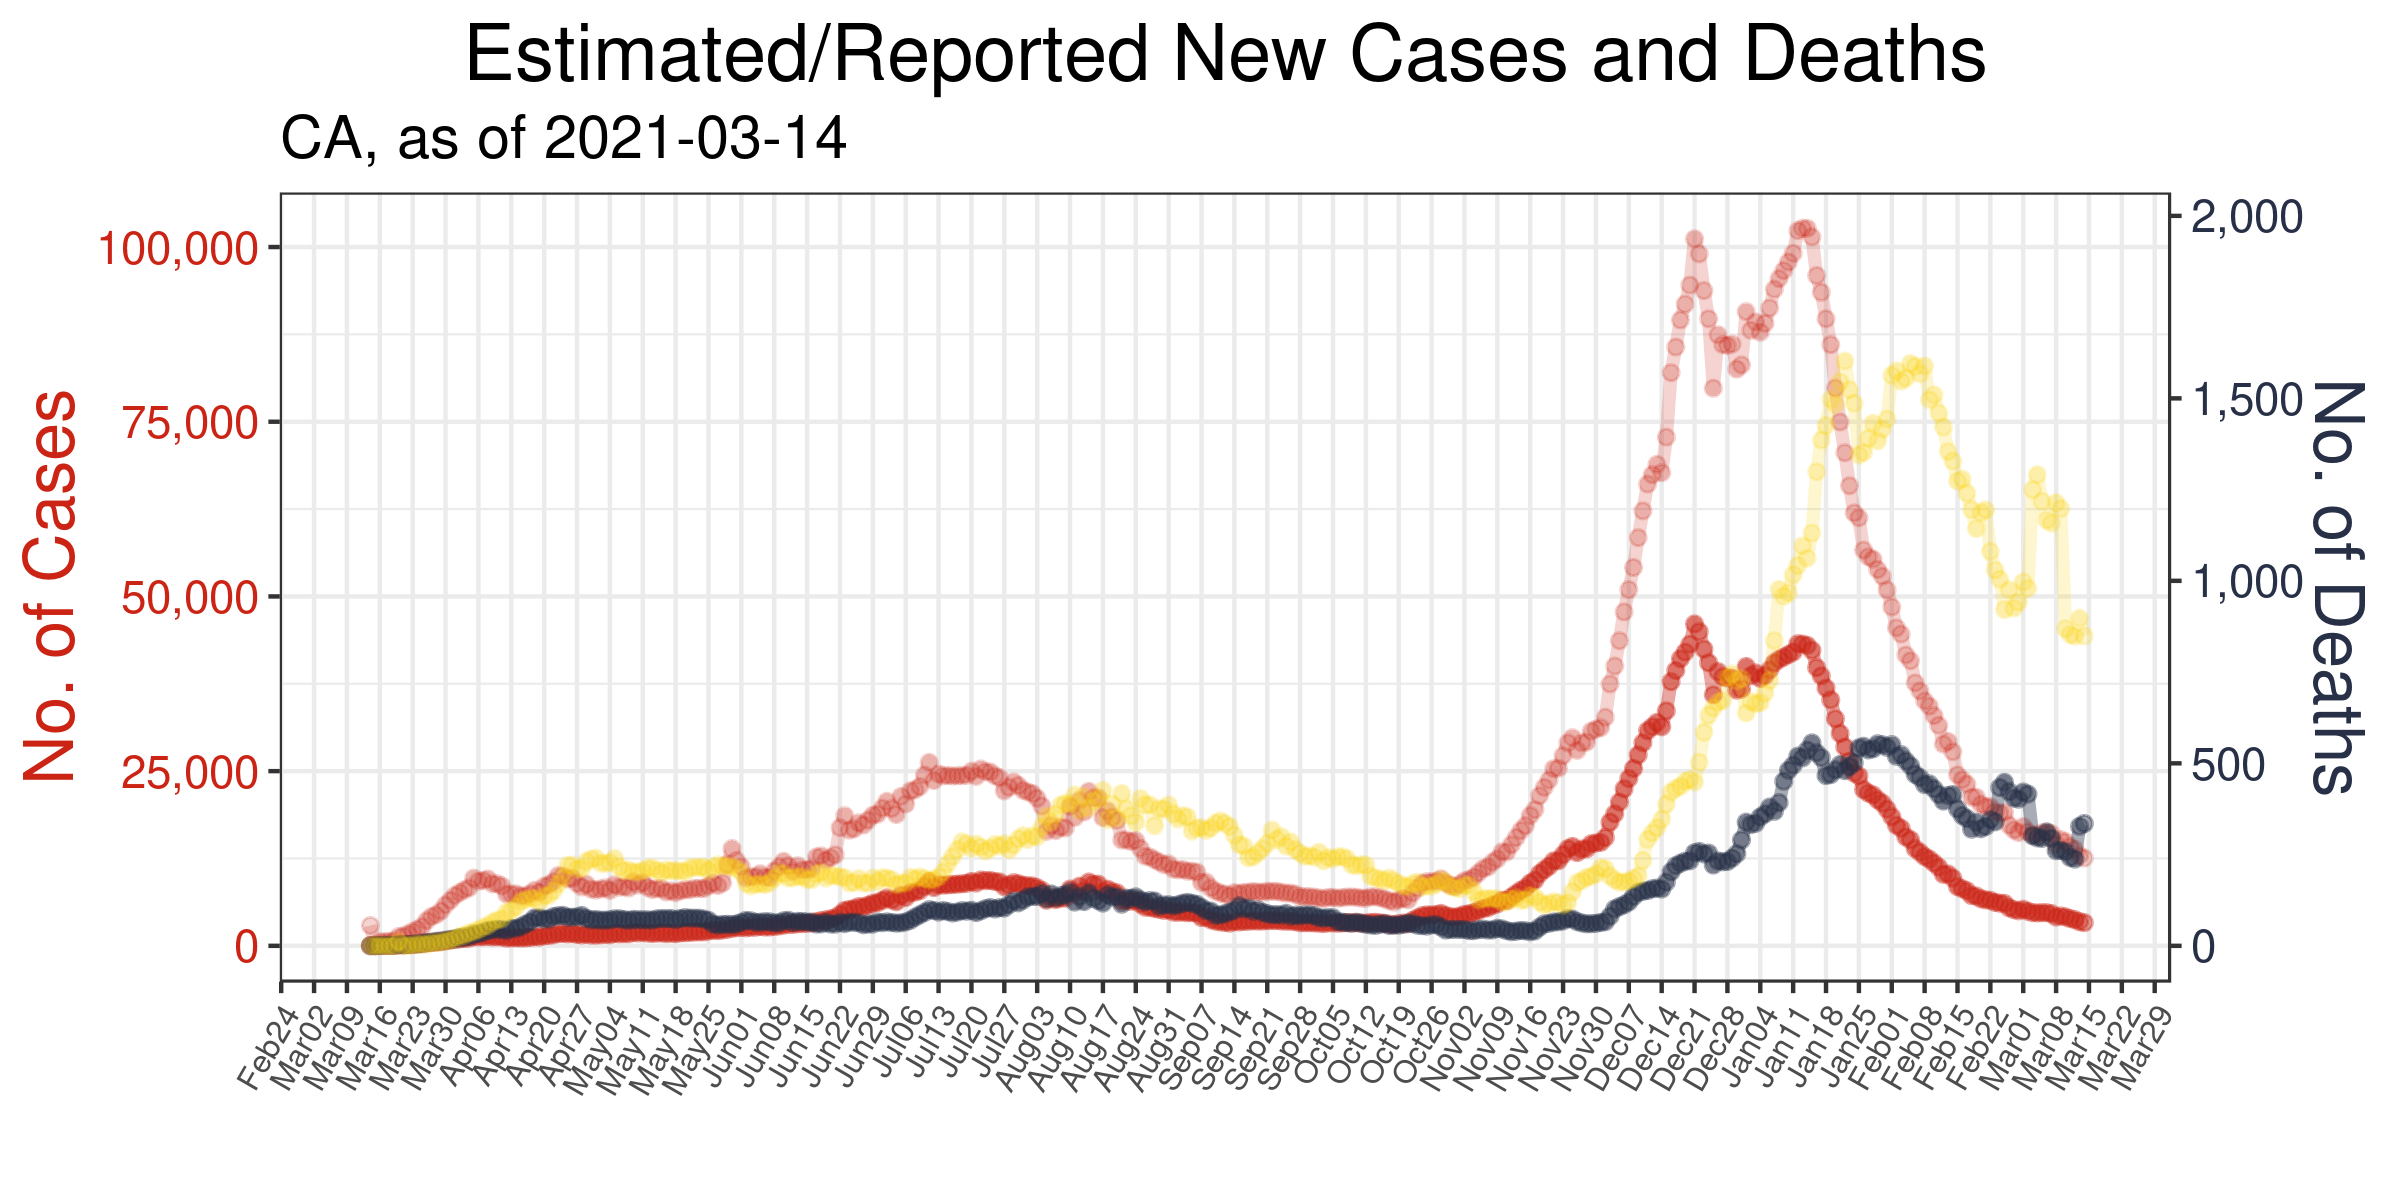 Estimated/Reported New Cases and Deaths
CA, as of 2021-03-14
No. of Cases
100,000
75,000
50,000
25,000
0
2,000
1,500
1,000
500
0
No. of Deaths
Feb24
Mar02
Mar09
Mar16
Mar23
Mar30
Apr06
Apr13
Apr20
Apr27
May04
May11
May18
May25
Jun01
Jun08
Jun15
Jun22
Jun29
Jul06
Jul13
Jul20
Jul27
Aug03
Aug10
Aug17
Aug24
Aug31
Sep07
Sep14
Sep21
Sep28
Oct05
Oct12
Oct19
Oct26
Nov02
Nov09
Nov16
Nov23
Nov30
Dec07
Dec14
Dec21
Dec28
Jan04
Jan11
Jan18
Jan25
Feb01
Feb08
Feb15
Feb22
Mar01
Mar08
Mar15
Mar22
Mar29